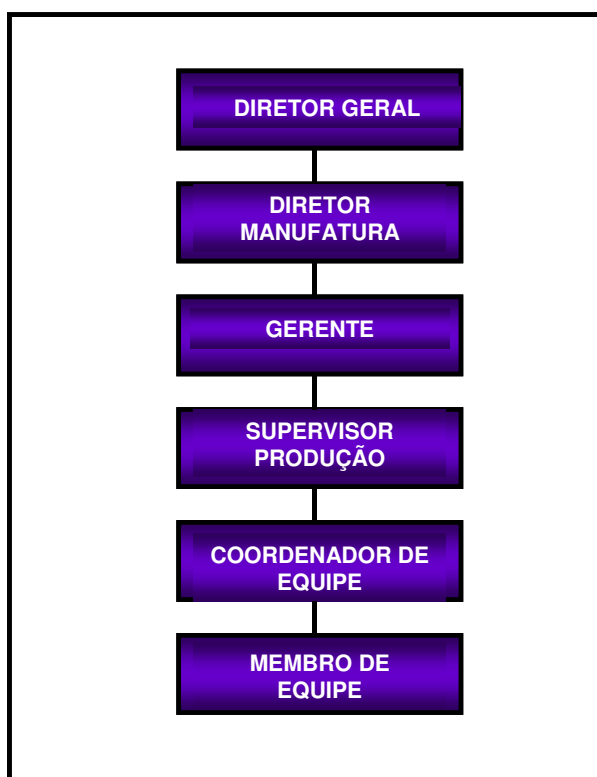 DIRETOR GERAL
DIRETOR
MANUFATURA
GERENTE
SUPERVISOR
PRODUÇÃO
COORDENADOR DE
EQUIPE
MEMBRO DE
EQUIPE